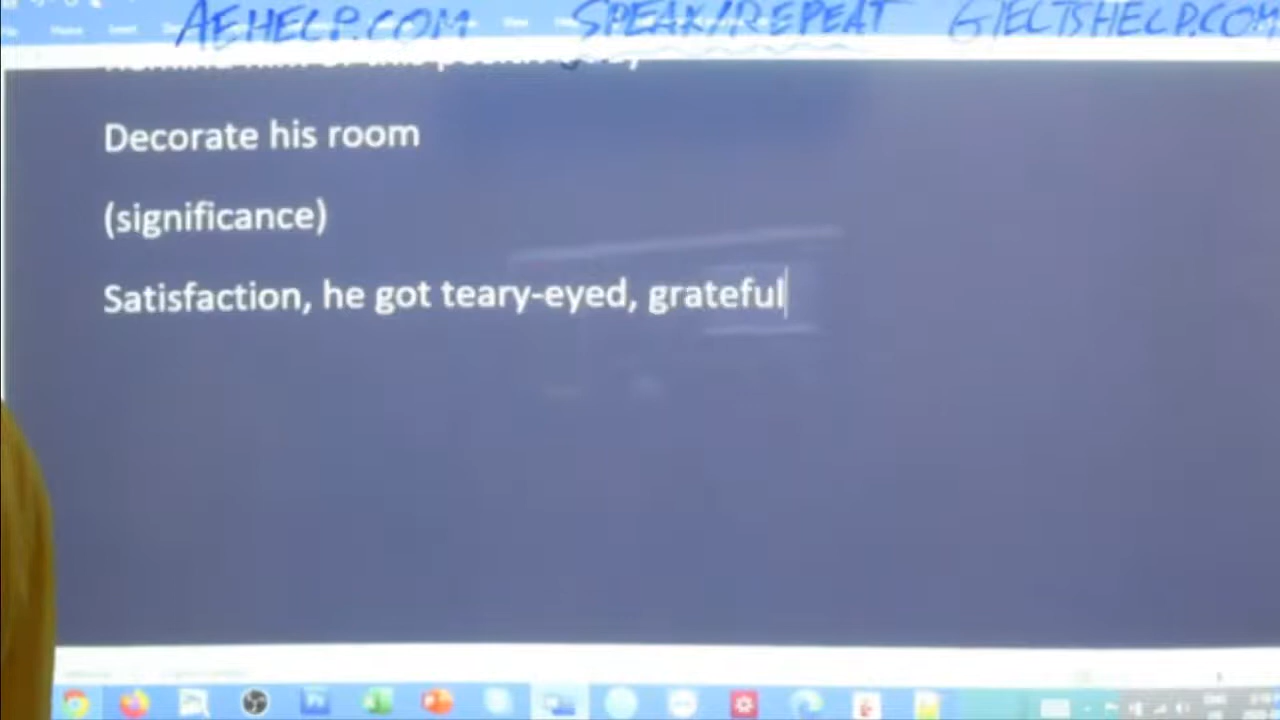 AEHELP.COM SPEAK/REPEAT GIELTSHELP.COM
Decorate his room
(significance)
Satisfaction, he got teary-eyed, grateful